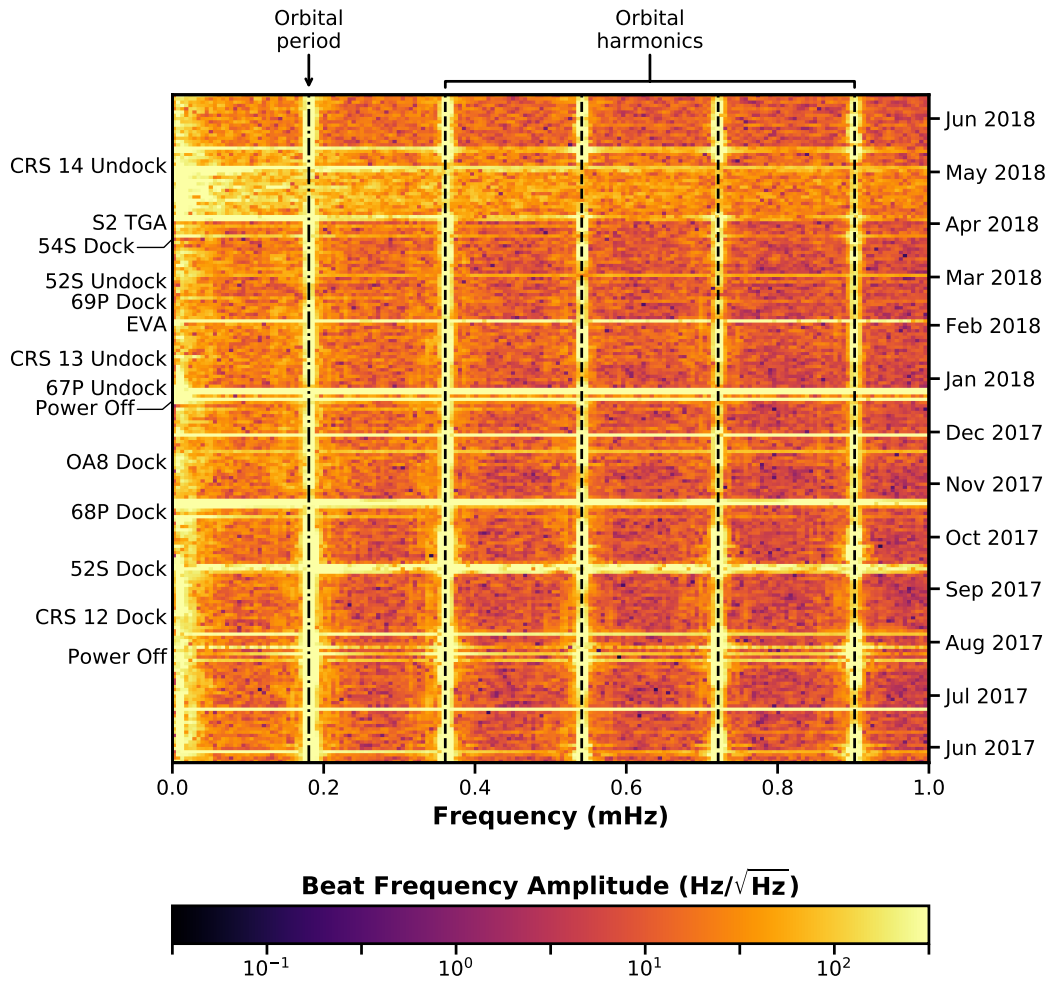 Orbital
period
Orbital
harmonics
CRS 14 Undock
S2 TGA
54S Dock
52S Undock
69P Dock
EVA
CRS 13 Undock
67P Undock
Power Off
OA8 Dock
68P Dock
52S Dock
CRS 12 Dock
Power Off
Jun 2018
May 2018
Apr 2018
Mar 2018
Feb 2018
Jan 2018
Dec 2017
Nov 2017
Oct 2017
Sep 2017
Aug 2017
Jul 2017
Jun 2017
0.0 0.2 0.4 0.6 0.8 1.0
Frequency (mHz)
Beat Frequency Amplitude (Hz/√Hz)
10⁻¹ 10⁰ 10¹ 10²